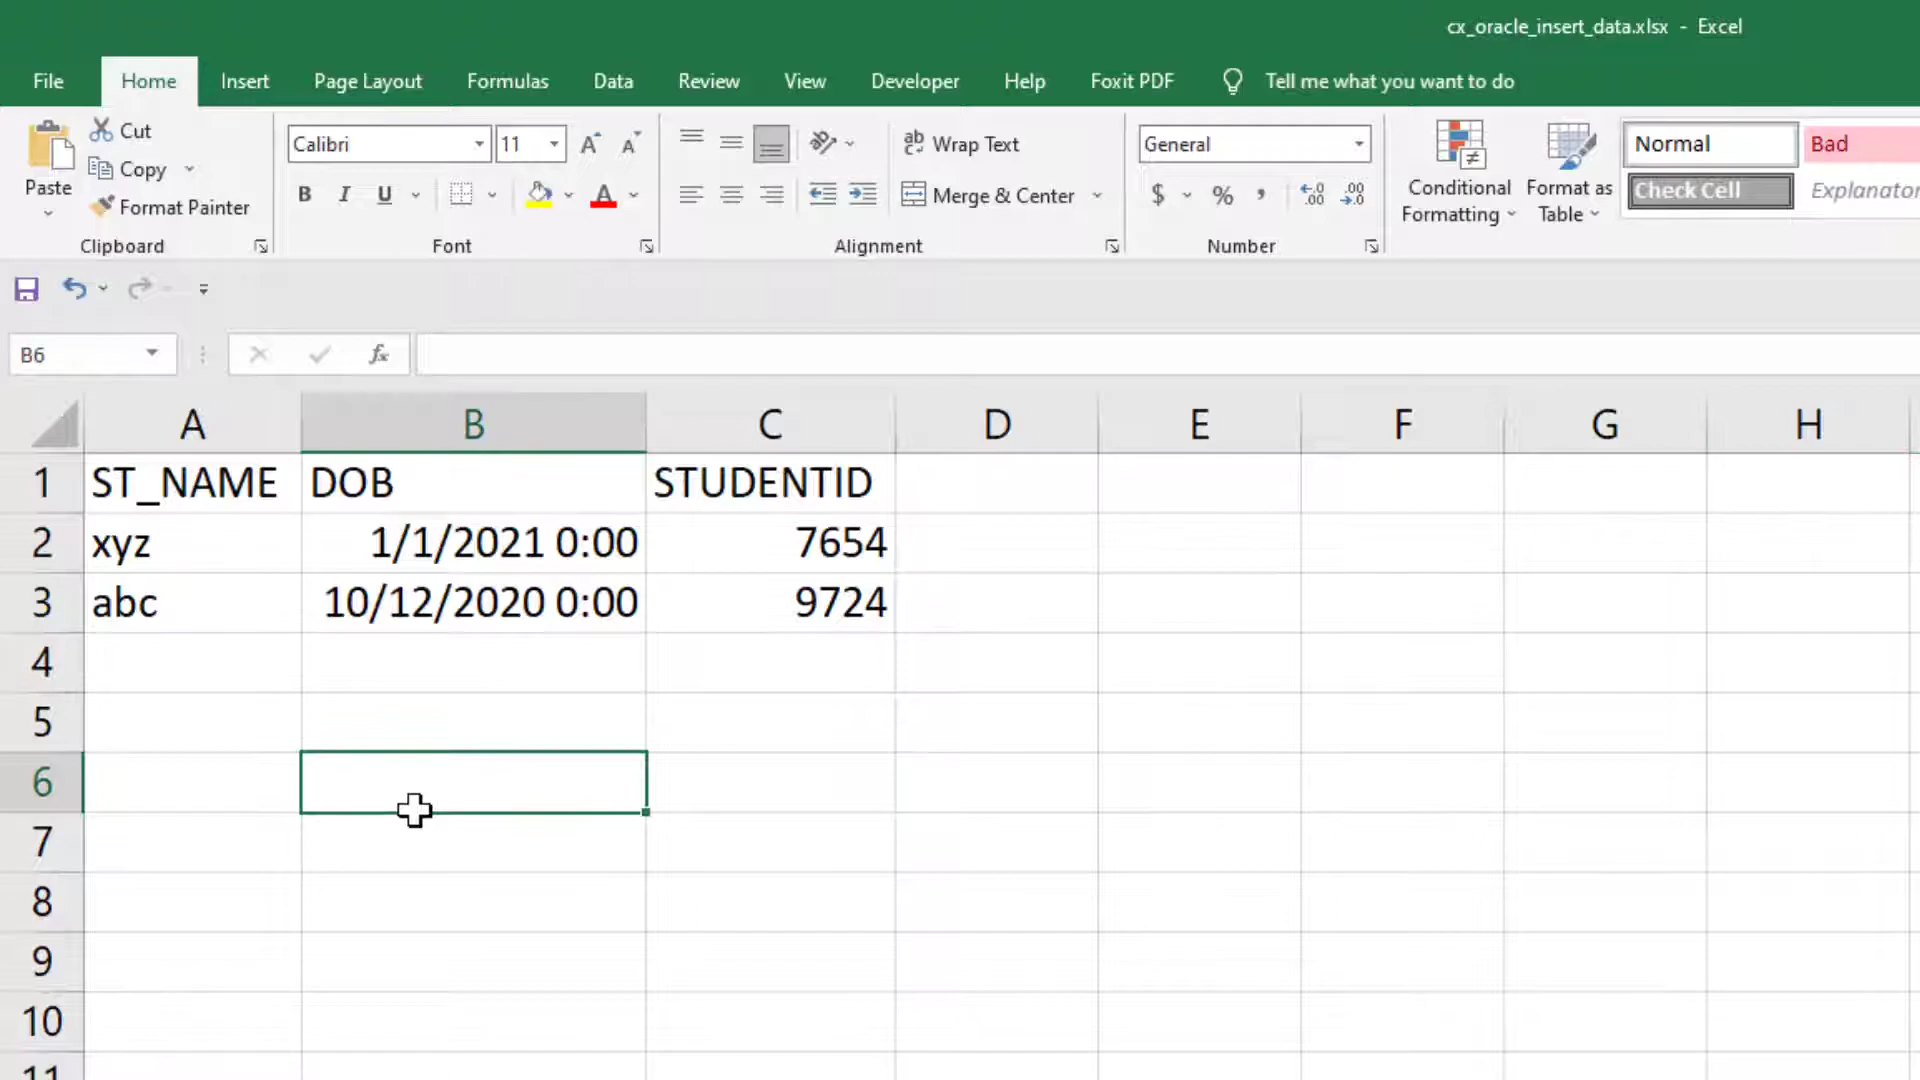 cx_oracle_insert_data.xlsx - Excel
File Home Insert Page Layout Formulas Data Review View Developer Help Foxit PDF Tell me what you want to do
Paste
Cut
Copy
Format Painter
Clipboard
Calibri 11
B I U
Font
Wrap Text
Merge & Center
Alignment
General
$ % ,
Number
Conditional Formatting
Format as Table
Normal Bad
Check Cell Explanator
B6 fx
A B C D E F G H
1 ST_NAME DOB STUDENTID
2 xyz 1/1/2021 0:00 7654
3 abc 10/12/2020 0:00 9724
4
5
6
7
8
9
10
11